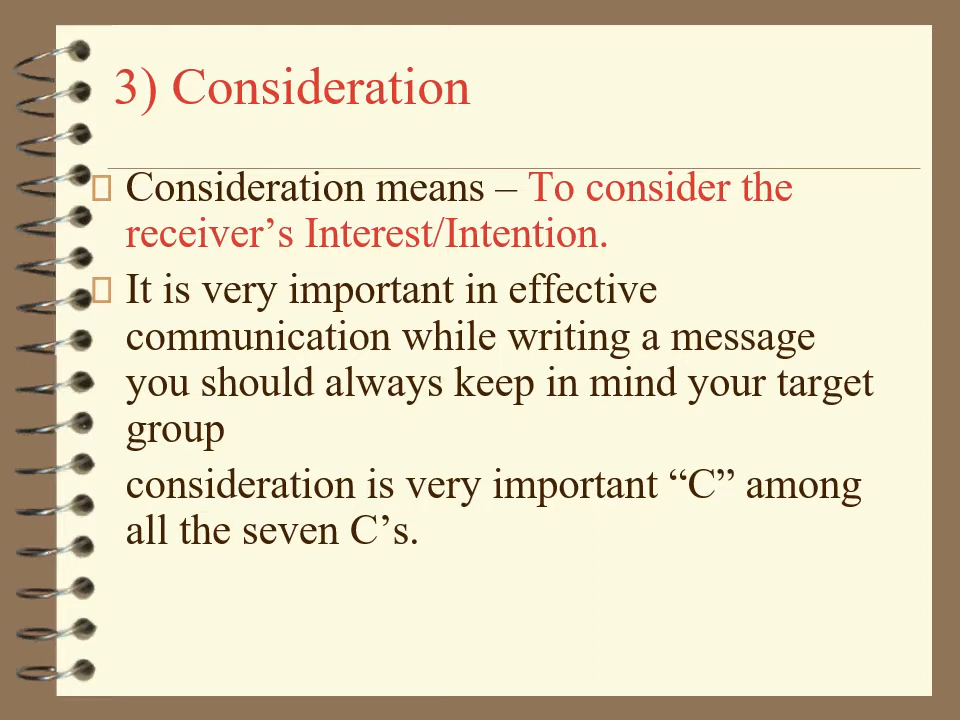 3) Consideration
Consideration means – To consider the
receiver’s Interest/Intention.
It is very important in effective
communication while writing a message
you should always keep in mind your target
group
consideration is very important “C” among
all the seven C’s.